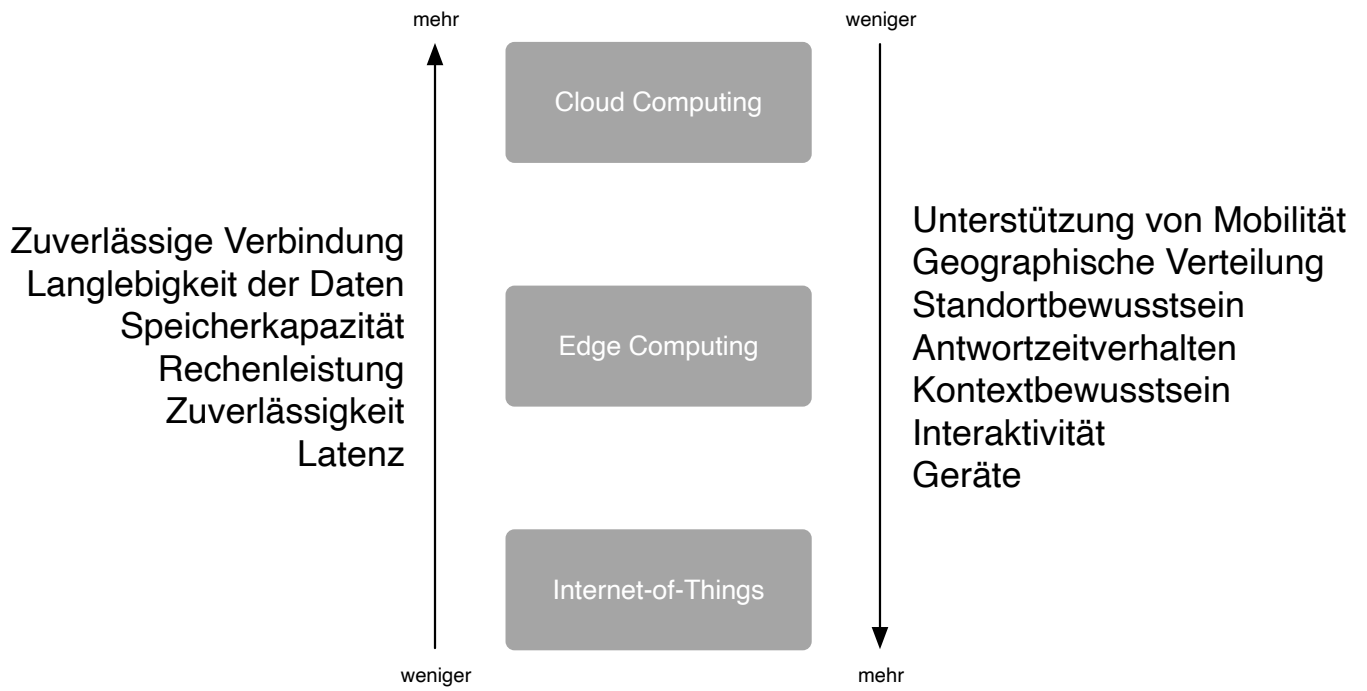 mehr
weniger
Cloud Computing
Zuverlässige Verbindung
Langlebigkeit der Daten
Speicherkapazität
Rechenleistung
Zuverlässigkeit
Latenz
Edge Computing
Unterstützung von Mobilität
Geographische Verteilung
Standortbewusstsein
Antwortzeitverhalten
Kontextbewusstsein
Interaktivität
Geräte
Internet-of-Things
weniger
mehr